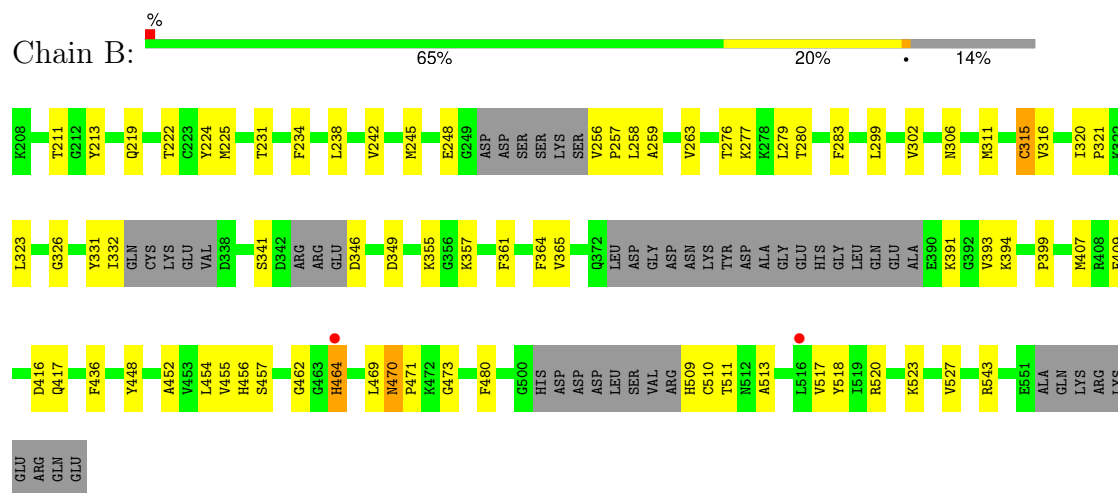 %
Chain B:
65% 20% • 14%
K208 T211 G212 Y213 Q219 T222 C223 Y224 M225 T231 F234 L238 V242 M245 E248 G249 ASP ASP SER SER LYS SER V256 P257 L258 A259 V263 T276 K277 K278 L279 T280 F283 L299 V302 N306 M311 C315 V316 I320 P321 K322
L323 G326 Y331 I332 GLN CYS LYS GLU VAL D338 S341 D342 ARG ARG GLU D346 D349 K355 G356 K357 F361 F364 V365 Q372 LEU ASP GLY ASP ASN LYS TYR ASP ALA GLY GLU HIS GLY LEU GLN GLU ALA E390 K391 G392 V393 K394 P399 M407 R408 E409
D416 Q417 F436 Y448 A452 V453 L454 V455 H456 S457 G462 G463 H464 L469 N470 P471 K472 G473 F480 G500 HIS ASP ASP ASP LEU SER VAL ARG H509 C510 T511 N512 A513 L516 V517 Y518 I519 R520 K523 V527 R543 E551 ALA GLN LYS ARG LYS
GLU ARG GLN GLU